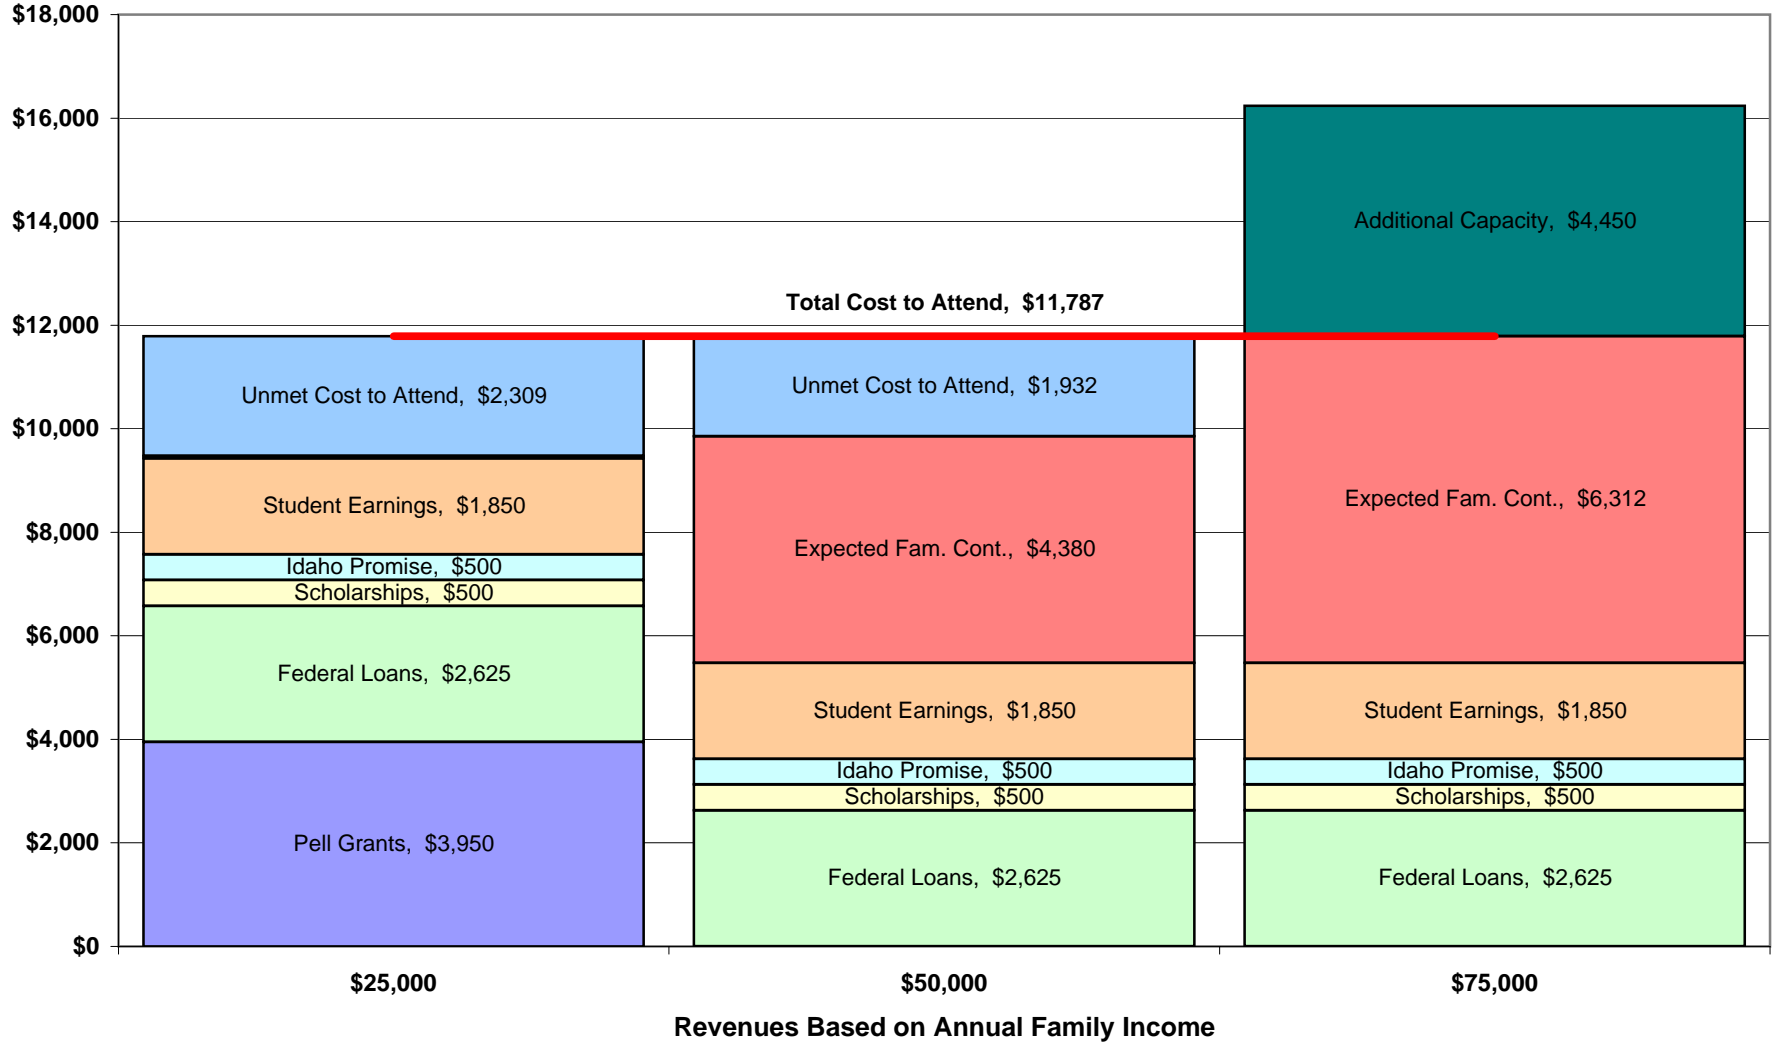 $18,000
$16,000
$14,000
$12,000
$10,000
$8,000
$6,000
$4,000
$2,000
$0
Total Cost to Attend, $11,787
Unmet Cost to Attend, $2,309
Student Earnings, $1,850
Idaho Promise, $500
Scholarships, $500
Federal Loans, $2,625
Pell Grants, $3,950
Unmet Cost to Attend, $1,932
Expected Fam. Cont., $4,380
Student Earnings, $1,850
Idaho Promise, $500
Scholarships, $500
Federal Loans, $2,625
Additional Capacity, $4,450
Expected Fam. Cont., $6,312
Student Earnings, $1,850
Idaho Promise, $500
Scholarships, $500
Federal Loans, $2,625
$25,000
$50,000
$75,000
Revenues Based on Annual Family Income